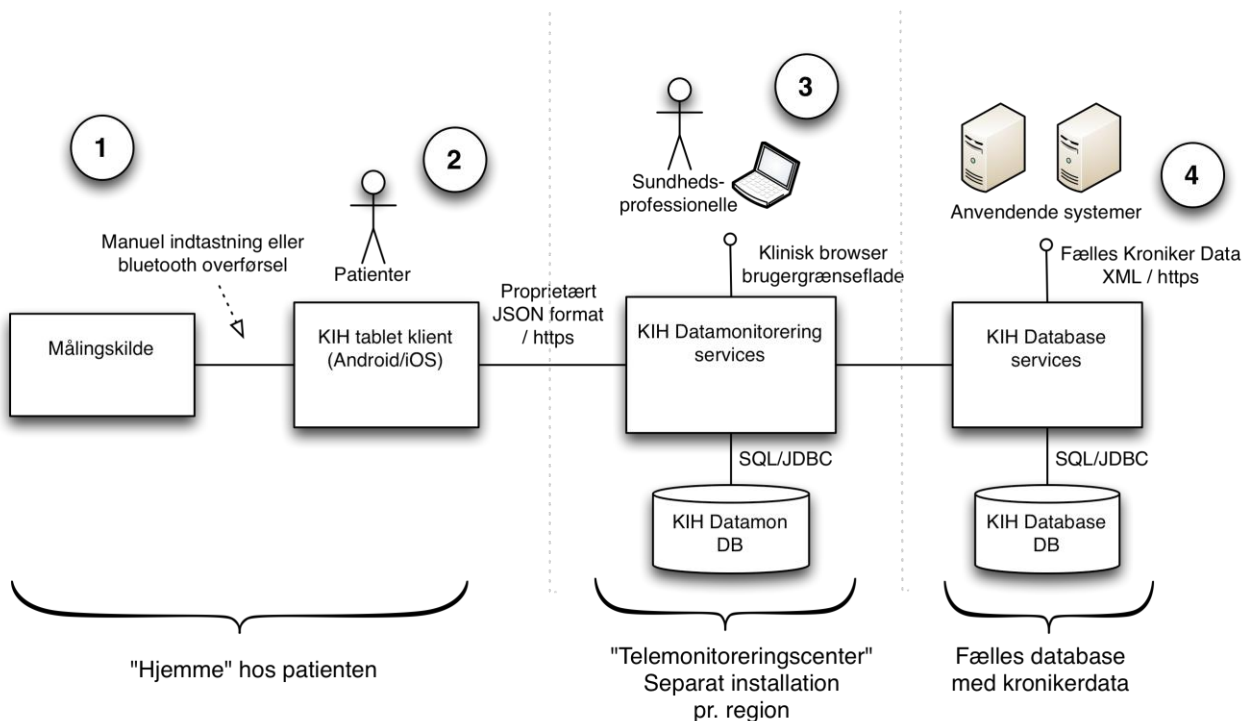 1
2
3
4
Manuel indtastning eller
bluetooth overførsel
Patienter
Sundheds-
professionelle
Anvendende systemer
Proprietært
JSON format
/ https
Klinisk browser
brugergrænseflade
Fælles Kroniker Data
XML / https
Målingskilde
KIH tablet klient
(Android/iOS)
KIH Datamonitorering
services
KIH Database
services
SQL/JDBC
SQL/JDBC
KIH Datamon
DB
KIH Database
DB
"Hjemme" hos patienten
"Telemonitoreringscenter"
Separat installation
pr. region
Fælles database
med kronikerdata